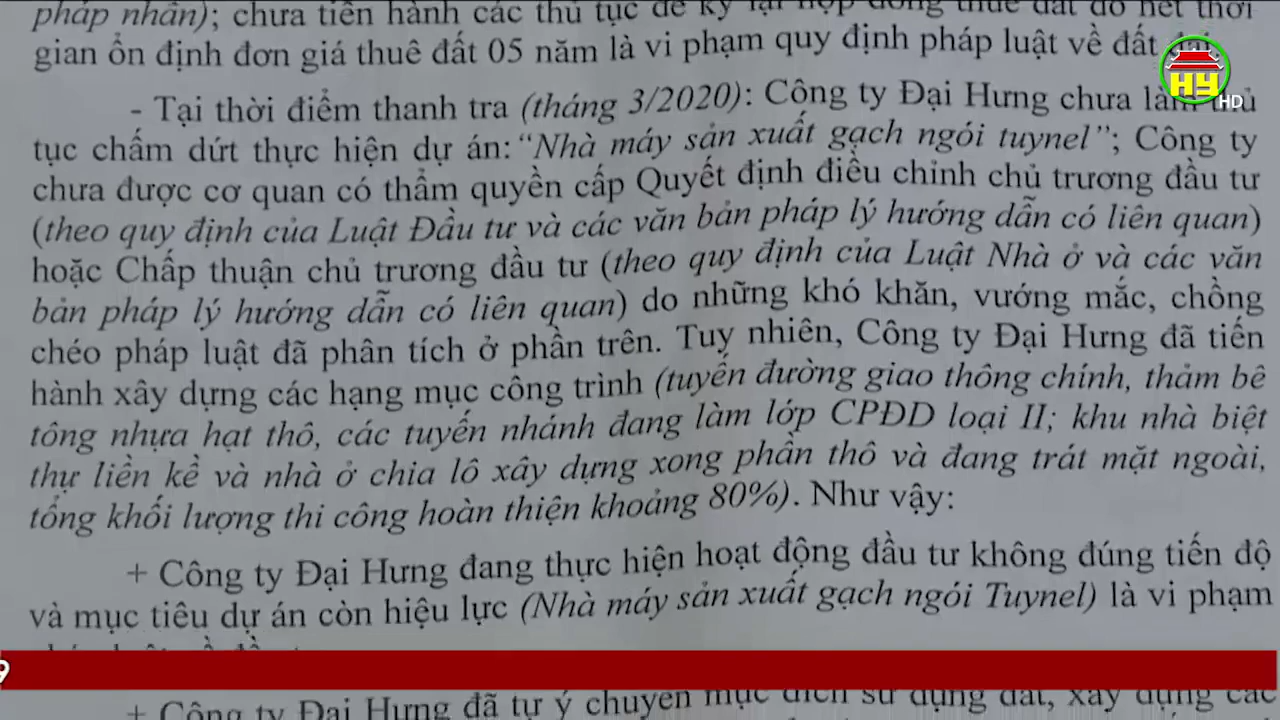 pháp nhân); chưa tiến hành các thủ tục để ký lại hợp đồng thuê đất do hết thời
gian ổn định đơn giá thuê đất 05 năm là vi phạm quy định pháp luật về đất đai.
HY HD
- Tại thời điểm thanh tra (tháng 3/2020): Công ty Đại Hưng chưa làm thủ
tục chấm dứt thực hiện dự án: “Nhà máy sản xuất gạch ngói tuynel”; Công ty
chưa được cơ quan có thẩm quyền cấp Quyết định điều chỉnh chủ trương đầu tư
(theo quy định của Luật Đầu tư và các văn bản pháp lý hướng dẫn có liên quan)
hoặc Chấp thuận chủ trương đầu tư (theo quy định của Luật Nhà ở và các văn
bản pháp lý hướng dẫn có liên quan) do những khó khăn, vướng mắc, chồng
chéo pháp luật đã phân tích ở phần trên. Tuy nhiên, Công ty Đại Hưng đã tiến
hành xây dựng các hạng mục công trình (tuyến đường giao thông chính, thảm bê
tông nhựa hạt thô, các tuyến nhánh đang làm lớp CPĐD loại II; khu nhà biệt
thự liền kề và nhà ở chia lô xây dựng xong phần thô và đang trát mặt ngoài,
tổng khối lượng thi công hoàn thiện khoảng 80%). Như vậy:
+ Công ty Đại Hưng đang thực hiện hoạt động đầu tư không đúng tiến độ
và mục tiêu dự án còn hiệu lực (Nhà máy sản xuất gạch ngói Tuynel) là vi phạm
9
+ Công ty Đại Hưng đã tự ý chuyển mục đích sử dụng đất, xây dựng các